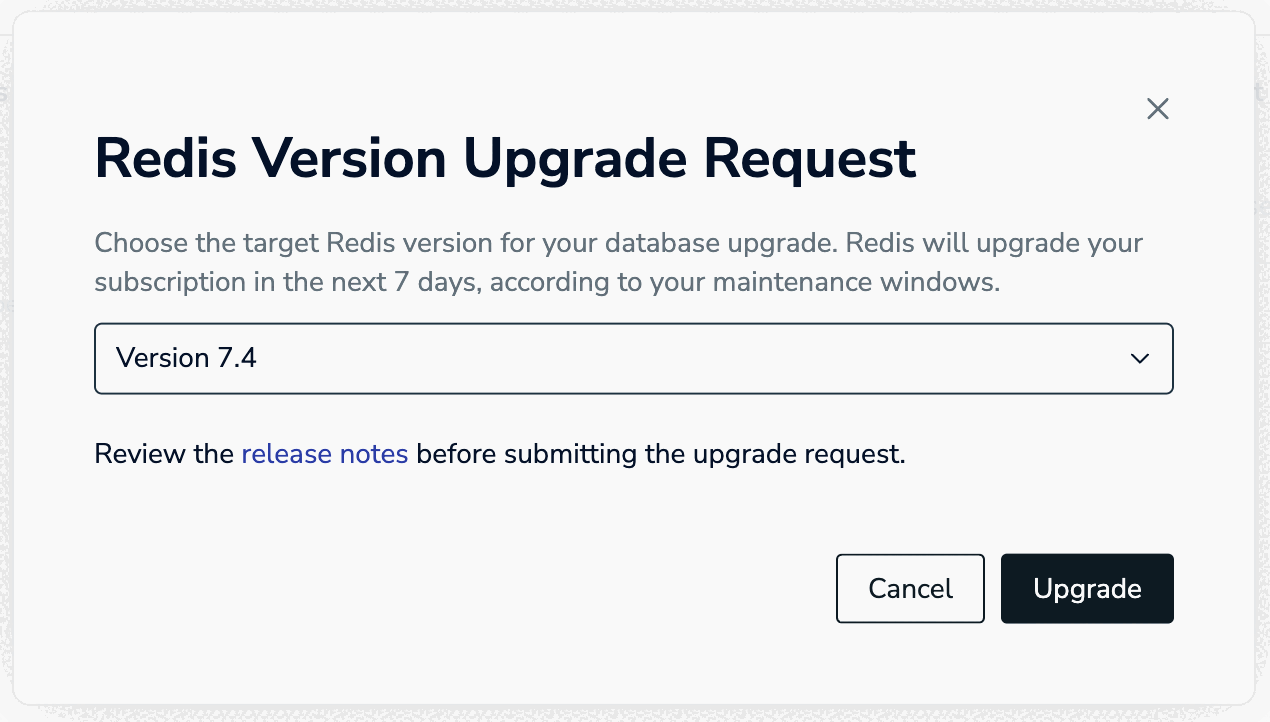 Redis Version Upgrade Request
Choose the target Redis version for your database upgrade. Redis will upgrade your
subscription in the next 7 days, according to your maintenance windows.
Version 7.4
Review the release notes before submitting the upgrade request.
Cancel
Upgrade